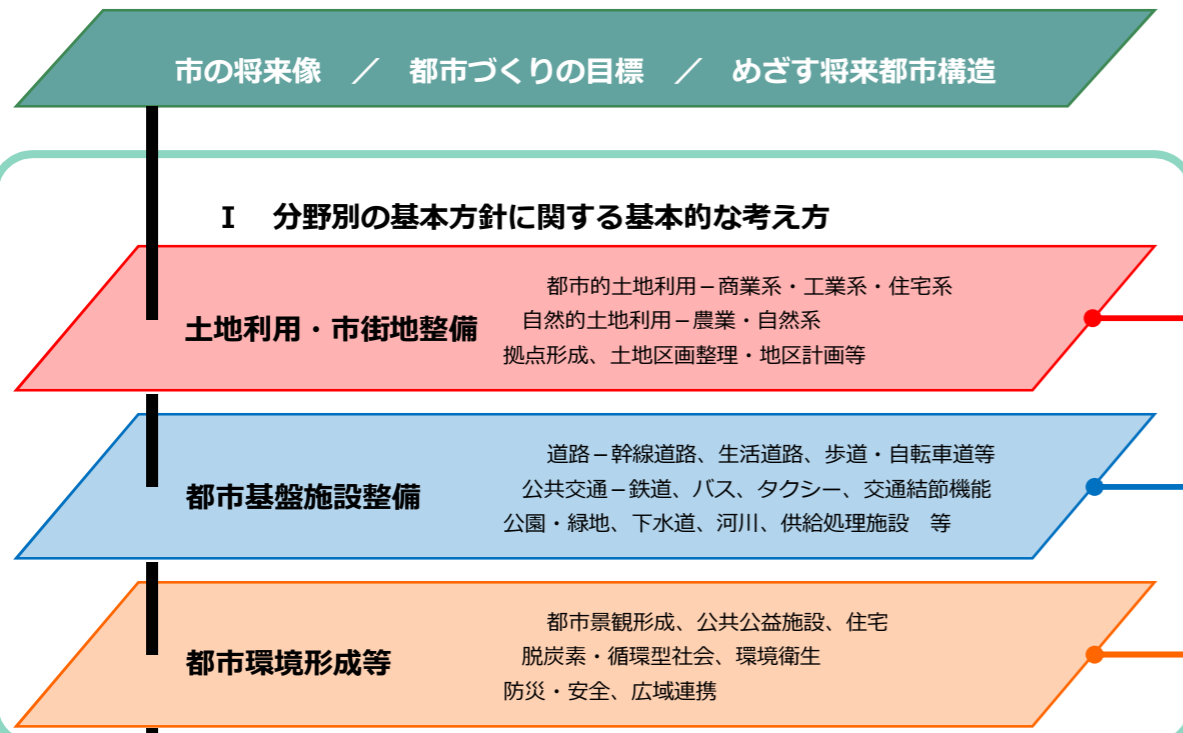 市の将来像　／　都市づくりの目標　／　めざす将来都市構造
Ⅰ　分野別の基本方針に関する基本的な考え方
土地利用・市街地整備
都市的土地利用－商業系・工業系・住宅系
自然的土地利用－農業・自然系
拠点形成、土地区画整理・地区計画等
都市基盤施設整備
道路－幹線道路、生活道路、歩道・自転車道等
公共交通－鉄道、バス、タクシー、交通結節機能
公園・緑地、下水道、河川、供給処理施設　等
都市環境形成等
都市景観形成、公共公益施設、住宅
脱炭素・循環型社会、環境衛生
防災・安全、広域連携